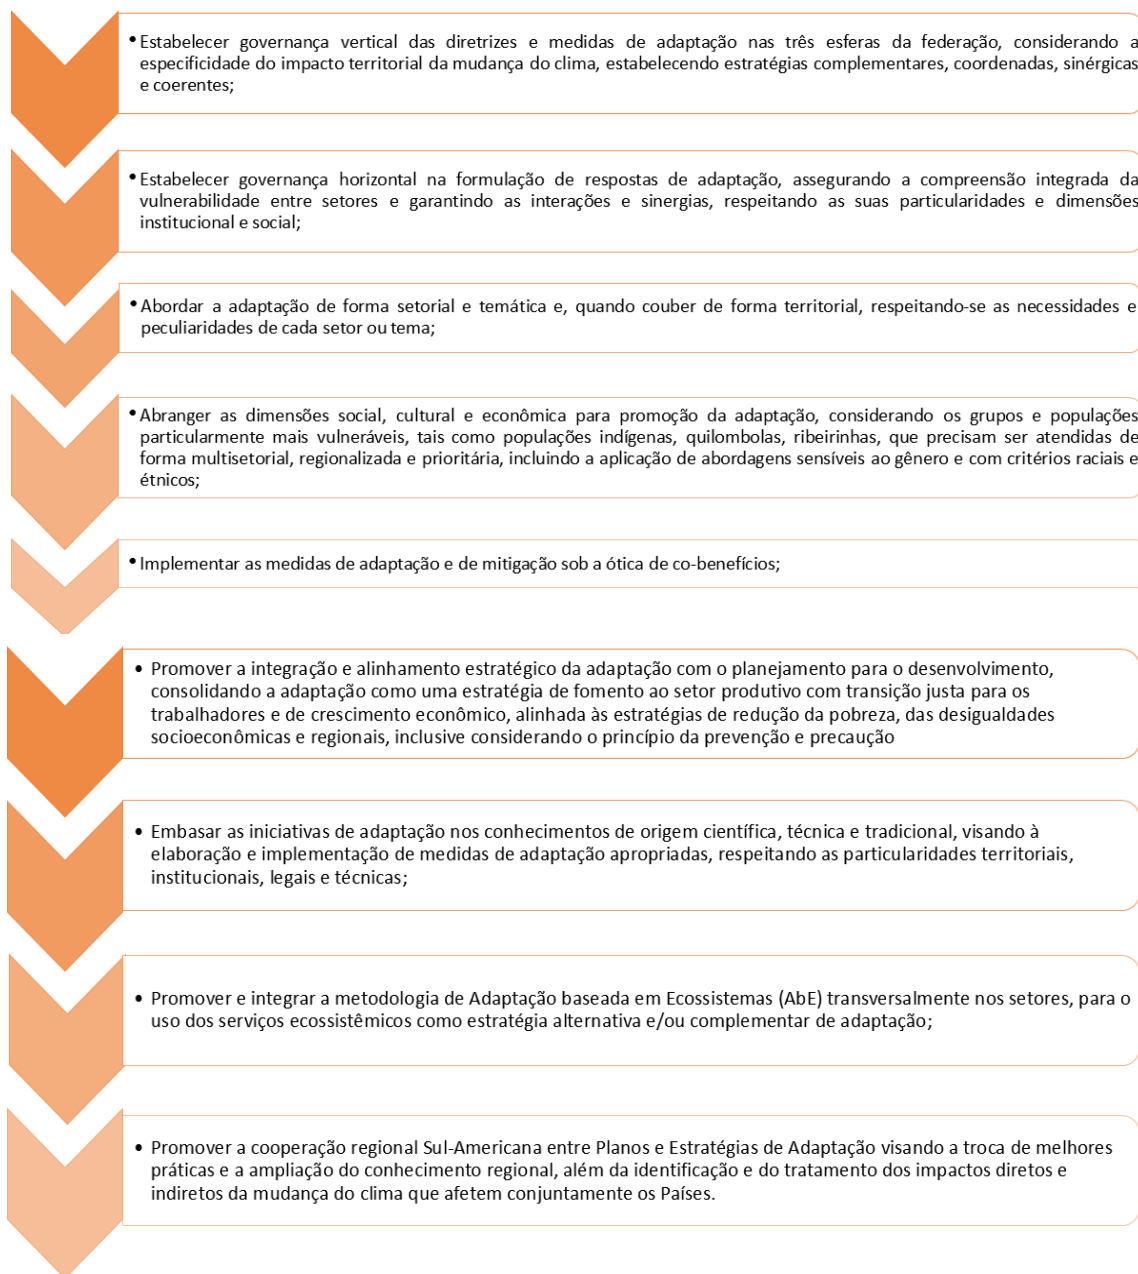 •Estabelecer governança vertical das diretrizes e medidas de adaptação nas três esferas da federação, considerando a
especificidade do impacto territorial da mudança do clima, estabelecendo estratégias complementares, coordenadas, sinérgicas
e coerentes;
•Estabelecer governança horizontal na formulação de respostas de adaptação, assegurando a compreensão integrada da
vulnerabilidade entre setores e garantindo as interações e sinergias, respeitando as suas particularidades e dimensões
institucional e social;
•Abordar a adaptação de forma setorial e temática e, quando couber de forma territorial, respeitando-se as necessidades e
peculiaridades de cada setor ou tema;
•Abranger as dimensões social, cultural e econômica para promoção da adaptação, considerando os grupos e populações
particularmente mais vulneráveis, tais como populações indígenas, quilombolas, ribeirinhas, que precisam ser atendidas de
forma multisetorial, regionalizada e prioritária, incluindo a aplicação de abordagens sensíveis ao gênero e com critérios raciais e
étnicos;
•Implementar as medidas de adaptação e de mitigação sob a ótica de co-benefícios;
• Promover a integração e alinhamento estratégico da adaptação com o planejamento para o desenvolvimento,
consolidando a adaptação como uma estratégia de fomento ao setor produtivo com transição justa para os
trabalhadores e de crescimento econômico, alinhada às estratégias de redução da pobreza, das desigualdades
socioeconômicas e regionais, inclusive considerando o princípio da prevenção e precaução
• Embasar as iniciativas de adaptação nos conhecimentos de origem científica, técnica e tradicional, visando à
elaboração e implementação de medidas de adaptação apropriadas, respeitando as particularidades territoriais,
institucionais, legais e técnicas;
• Promover e integrar a metodologia de Adaptação baseada em Ecossistemas (AbE) transversalmente nos setores, para o
uso dos serviços ecossistêmicos como estratégia alternativa e/ou complementar de adaptação;
• Promover a cooperação regional Sul-Americana entre Planos e Estratégias de Adaptação visando a troca de melhores
práticas e a ampliação do conhecimento regional, além da identificação e do tratamento dos impactos diretos e
indiretos da mudança do clima que afetem conjuntamente os Países.